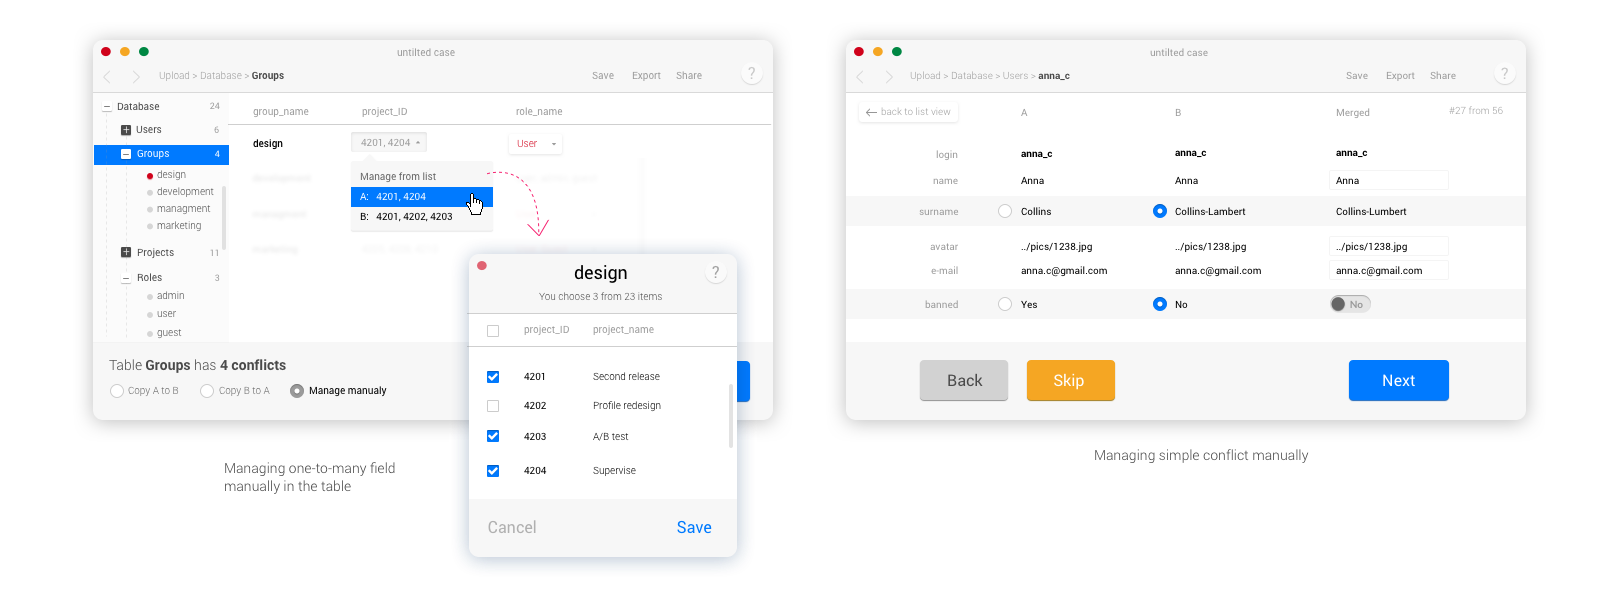 untilted case
Upload > Database > Groups
Save Export Share ?
Database 24
Users 6
Groups 4
design
development
managment
marketing
Projects 11
Roles 3
admin
user
guest
group_name project_ID role_name
design 4201, 4204 User
Manage from list
A: 4201, 4204
B: 4201, 4202, 4203
Table Groups has 4 conflicts
Copy A to B Copy B to A Manage manualy
design ?
You choose 3 from 23 items
project_ID project_name
4201 Second release
4202 Profile redesign
4203 A/B test
4204 Supervise
Cancel Save
Managing one-to-many field
manually in the table
untilted case
Upload > Database > Users > anna_c
Save Export Share ?
back to list view A B Merged #27 from 56
login anna_c anna_c anna_c
name Anna Anna Anna
surname Collins Collins-Lambert Collins-Lumbert
avatar ../pics/1238.jpg ../pics/1238.jpg ../pics/1238.jpg
e-mail anna.c@gmail.com anna.c@gmail.com anna.c@gmail.com
banned Yes No No
Back Skip Next
Managing simple conflict manually